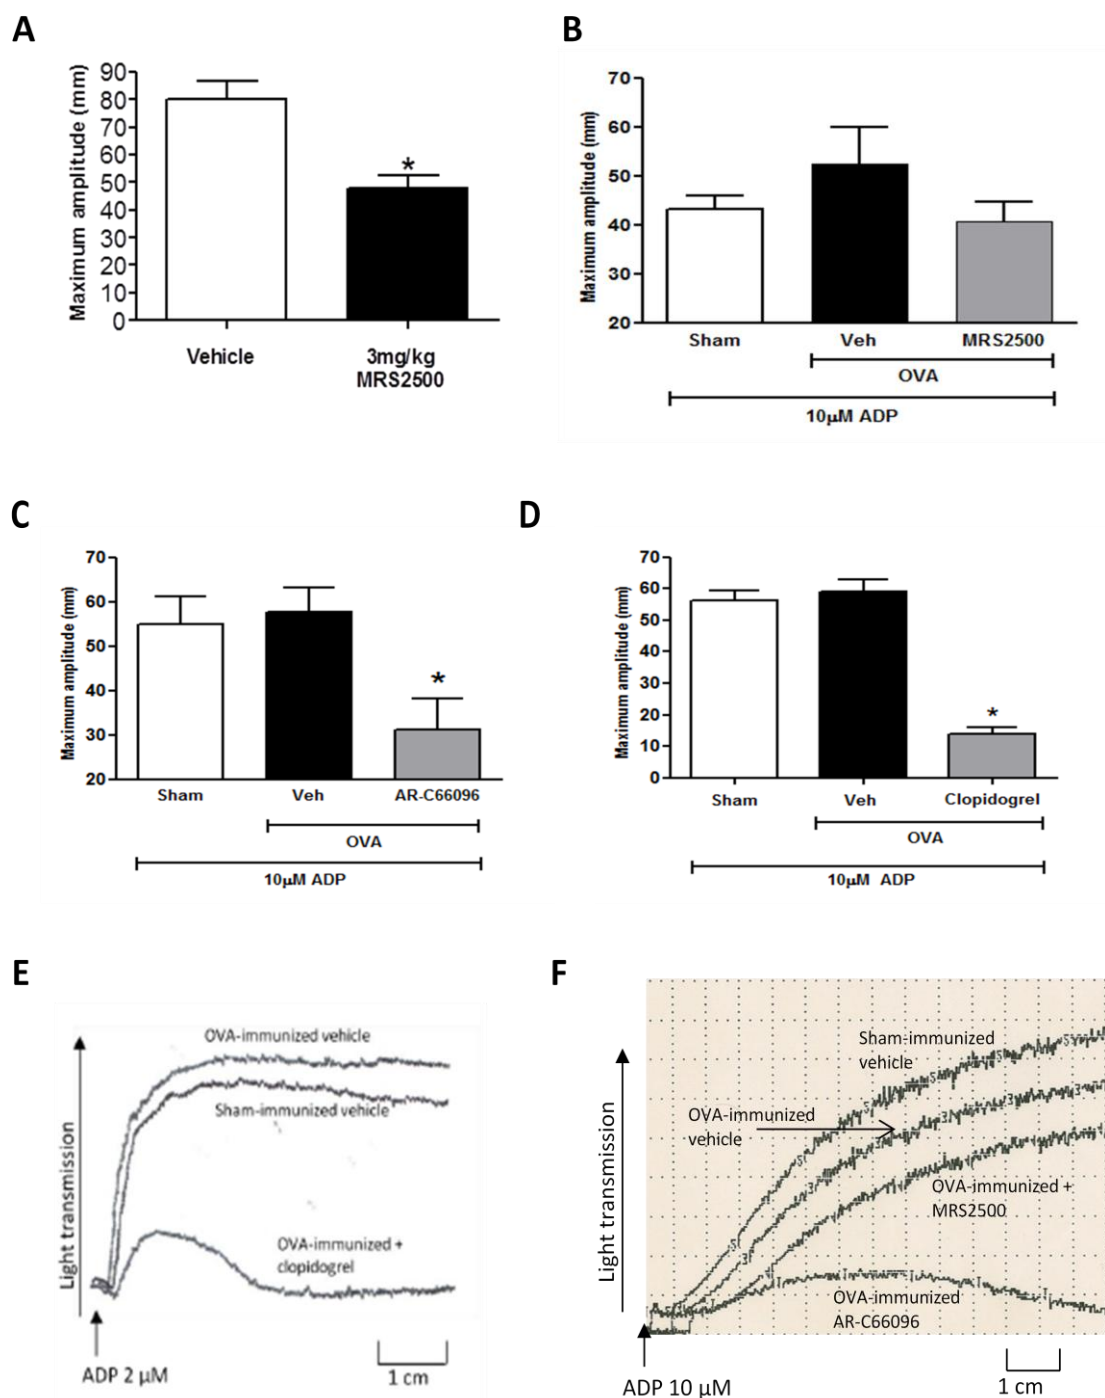 A
Maximum amplitude (mm)
90
80
70
60
50
40
30
20
10
0
*
Vehicle
3mg/kg
MRS2500
B
Maximum amplitude (mm)
70
60
50
40
30
20
Sham
Veh
MRS2500
OVA
10μM ADP
C
Maximum amplitude (mm)
70
60
50
40
30
20
*
Sham
Veh
AR-C66096
OVA
10μM ADP
D
Maximum amplitude (mm)
70
60
50
40
30
20
10
0
*
Sham
Veh
Clopidogrel
OVA
10μM ADP
E
Light transmission
OVA-immunized vehicle
Sham-immunized vehicle
OVA-immunized +
clopidogrel
ADP 2 μM
1 cm
F
Light transmission
Sham-immunized
vehicle
OVA-immunized
vehicle
OVA-immunized +
MRS2500
OVA-immunized
AR-C66096
ADP 10 μM
1 cm